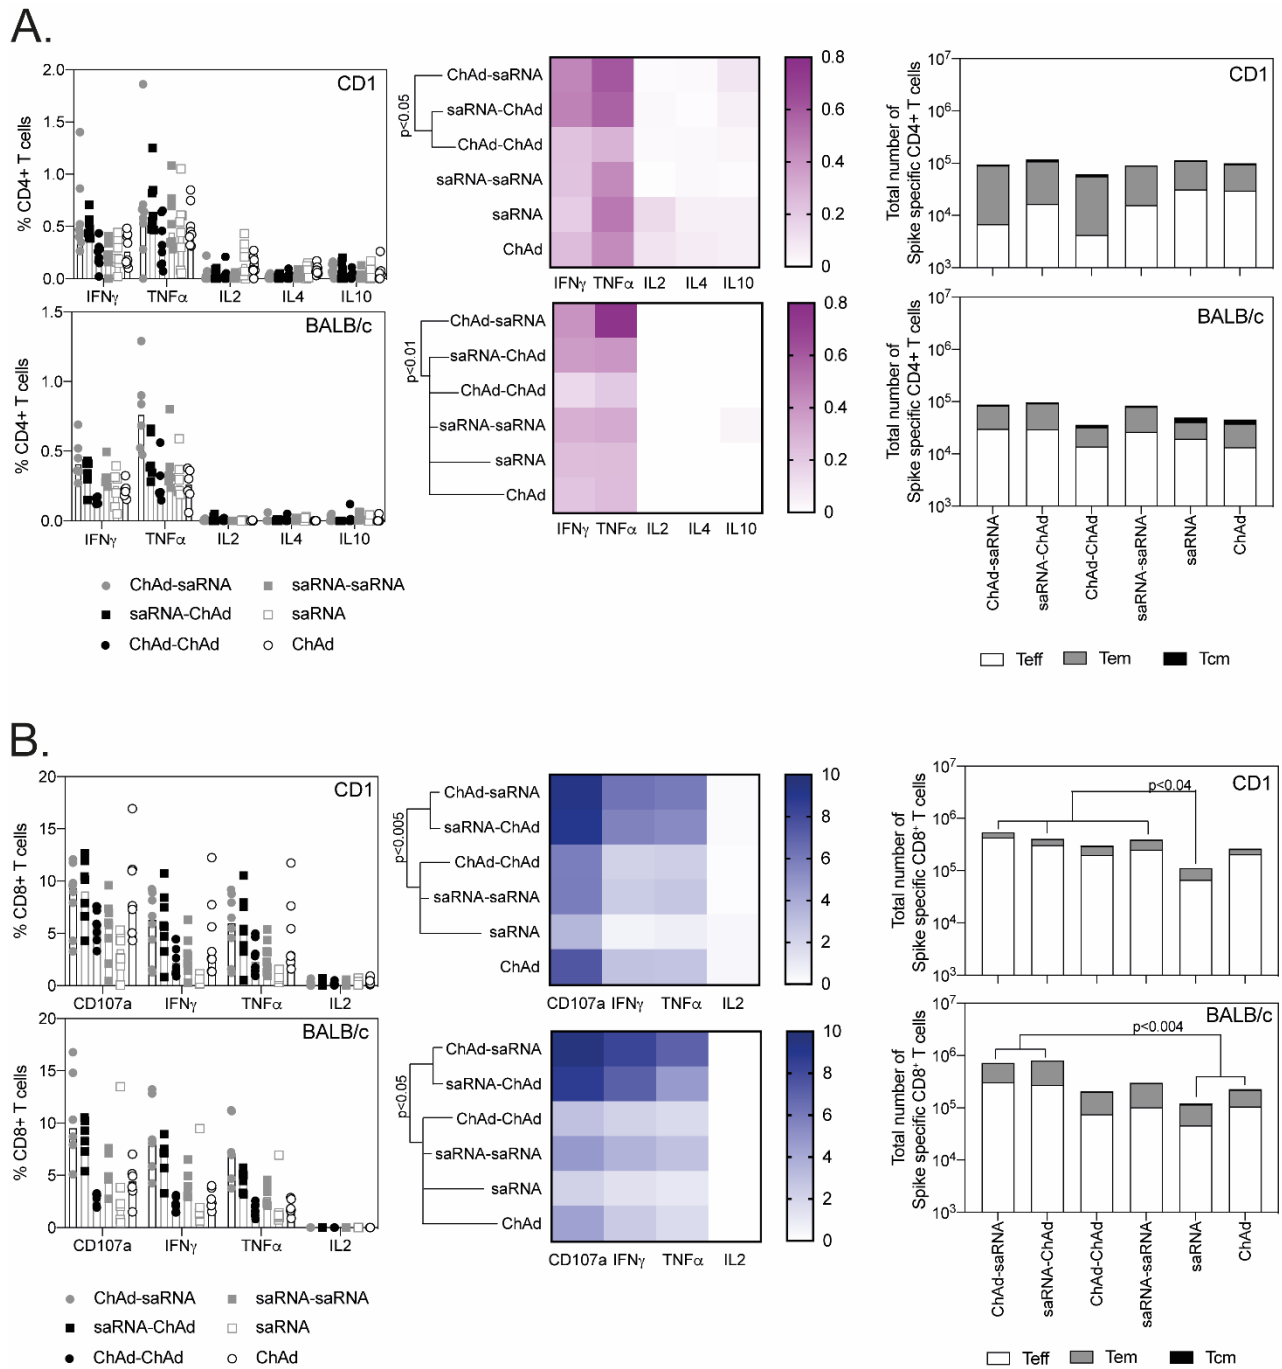 A.
CD1
% CD4+ T cells
2.0
1.5
1.0
0.5
0.0
IFNγ TNFα IL2 IL4 IL10
p<0.05
ChAd-saRNA
saRNA-ChAd
ChAd-ChAd
saRNA-saRNA
saRNA
ChAd
IFNγ TNFα IL2 IL4 IL10
0.8
0.6
0.4
0.2
0
CD1
Total number of
Spike specific CD4+ T cells
10⁷
10⁶
10⁵
10⁴
10³
BALB/c
% CD4+ T cells
1.5
1.0
0.5
0.0
IFNγ TNFα IL2 IL4 IL10
p<0.01
ChAd-saRNA
saRNA-ChAd
ChAd-ChAd
saRNA-saRNA
saRNA
ChAd
IFNγ TNFα IL2 IL4 IL10
0.8
0.6
0.4
0.2
0
BALB/c
Total number of
Spike specific CD4+ T cells
10⁷
10⁶
10⁵
10⁴
10³
ChAd-saRNA
saRNA-ChAd
ChAd-ChAd
saRNA-saRNA
saRNA
ChAd
ChAd-saRNA saRNA-saRNA
saRNA-ChAd saRNA
ChAd-ChAd ChAd
Teff Tem Tcm
B.
CD1
% CD8+ T cells
20
15
10
5
0
CD107a IFNγ TNFα IL2
p<0.005
ChAd-saRNA
saRNA-ChAd
ChAd-ChAd
saRNA-saRNA
saRNA
ChAd
CD107a IFNγ TNFα IL2
10
8
6
4
2
0
CD1
p<0.04
Total number of
Spike specific CD8⁺ T cells
10⁷
10⁶
10⁵
10⁴
10³
BALB/c
% CD8+ T cells
20
15
10
5
0
CD107a IFNγ TNFα IL2
p<0.05
ChAd-saRNA
saRNA-ChAd
ChAd-ChAd
saRNA-saRNA
saRNA
ChAd
CD107a IFNγ TNFα IL2
10
8
6
4
2
0
BALB/c
p<0.004
Total number of
Spike specific CD8⁺ T cells
10⁷
10⁶
10⁵
10⁴
10³
ChAd-saRNA
saRNA-ChAd
ChAd-ChAd
saRNA-saRNA
saRNA
ChAd
ChAd-saRNA saRNA-saRNA
saRNA-ChAd saRNA
ChAd-ChAd ChAd
Teff Tem Tcm